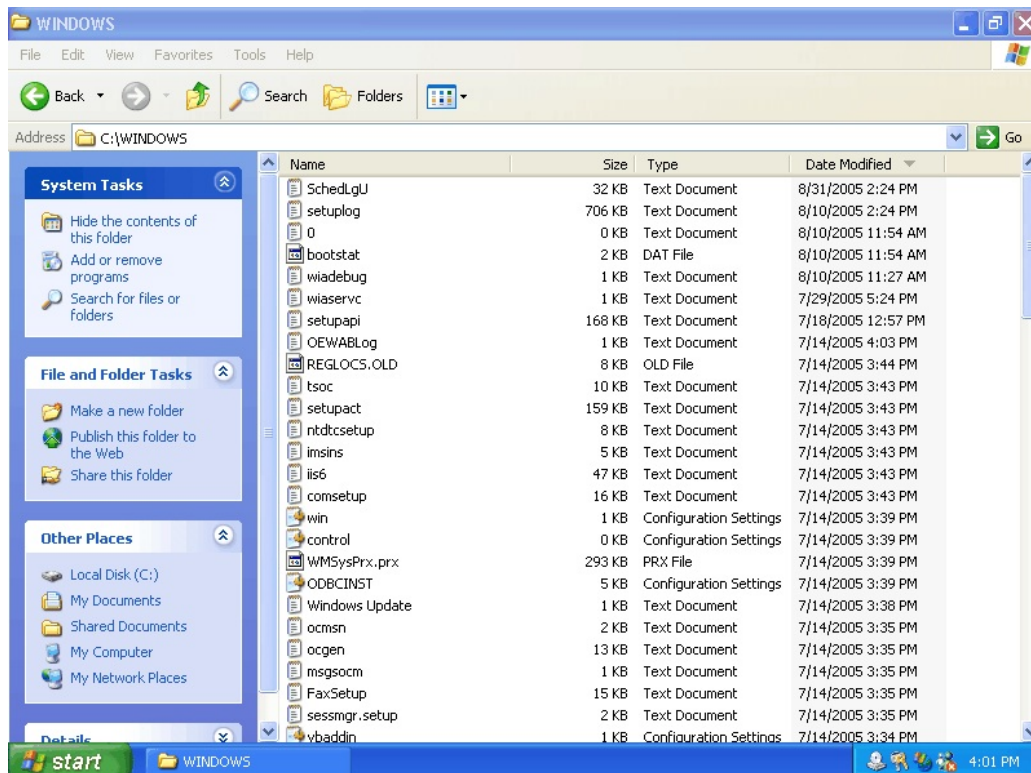 WINDOWS
File Edit View Favorites Tools Help
Back Search Folders
Address C:\WINDOWS Go
System Tasks
Hide the contents of
this folder
Add or remove
programs
Search for files or
folders
File and Folder Tasks
Make a new folder
Publish this folder to
the Web
Share this folder
Other Places
Local Disk (C:)
My Documents
Shared Documents
My Computer
My Network Places
Details
Name Size Type Date Modified
SchedLgU 32 KB Text Document 8/31/2005 2:24 PM
setuplog 706 KB Text Document 8/10/2005 2:24 PM
0 0 KB Text Document 8/10/2005 11:54 AM
bootstat 2 KB DAT File 8/10/2005 11:54 AM
wiadebug 1 KB Text Document 8/10/2005 11:27 AM
wiaservc 1 KB Text Document 7/29/2005 5:24 PM
setupapi 168 KB Text Document 7/18/2005 12:57 PM
OEWABLog 1 KB Text Document 7/14/2005 4:03 PM
REGLOCS.OLD 8 KB OLD File 7/14/2005 3:44 PM
tsoc 10 KB Text Document 7/14/2005 3:43 PM
setupact 159 KB Text Document 7/14/2005 3:43 PM
ntdtcsetup 8 KB Text Document 7/14/2005 3:43 PM
imsins 5 KB Text Document 7/14/2005 3:43 PM
iis6 47 KB Text Document 7/14/2005 3:43 PM
comsetup 16 KB Text Document 7/14/2005 3:43 PM
win 1 KB Configuration Settings 7/14/2005 3:39 PM
control 0 KB Configuration Settings 7/14/2005 3:39 PM
WMSysPrx.prx 293 KB PRX File 7/14/2005 3:39 PM
ODBCINST 5 KB Configuration Settings 7/14/2005 3:39 PM
Windows Update 1 KB Text Document 7/14/2005 3:38 PM
ocmsn 2 KB Text Document 7/14/2005 3:35 PM
ocgen 13 KB Text Document 7/14/2005 3:35 PM
msgsocm 1 KB Text Document 7/14/2005 3:35 PM
FaxSetup 15 KB Text Document 7/14/2005 3:35 PM
sessmgr.setup 2 KB Text Document 7/14/2005 3:35 PM
vbaddin 1 KB Configuration Settings 7/14/2005 3:34 PM
start WINDOWS 4:01 PM